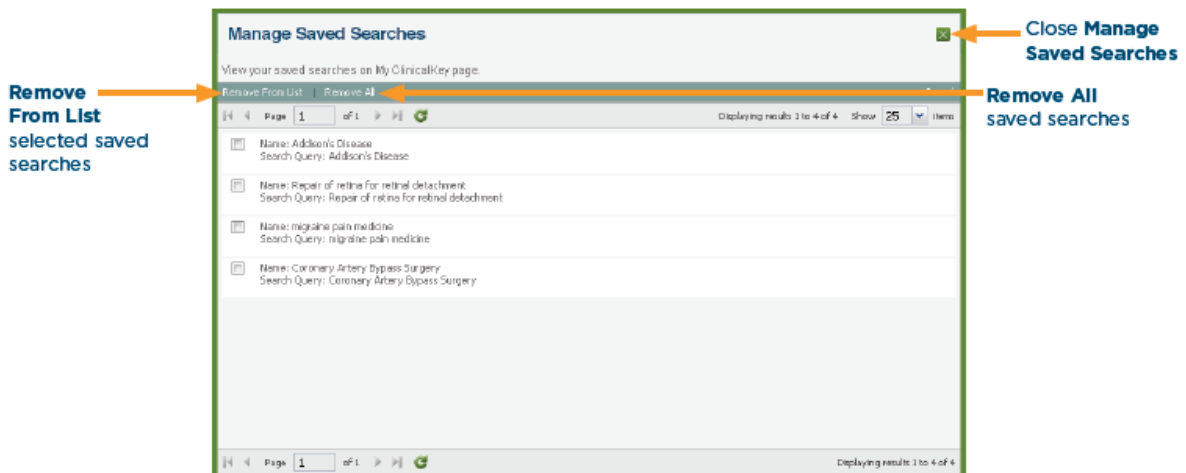 Manage Saved Searches
Close Manage
Saved Searches
View your saved searches on My ClinicalKey page.
Remove
From List
selected saved
searches
Remove From List | Remove All
Remove All
saved searches
Page 1 of 1
Displaying results 1 to 4 of 4 Show 25 items
Name: Addison's Disease
Search Query: Addison's Disease
Name: Repair of retina for retinal detachment
Search Query: Repair of retina for retinal detachment
Name: migraine pain medicine
Search Query: migraine pain medicine
Name: Coronary Artery Bypass Surgery
Search Query: Coronary Artery Bypass Surgery
Page 1 of 1
Displaying results 1 to 4 of 4